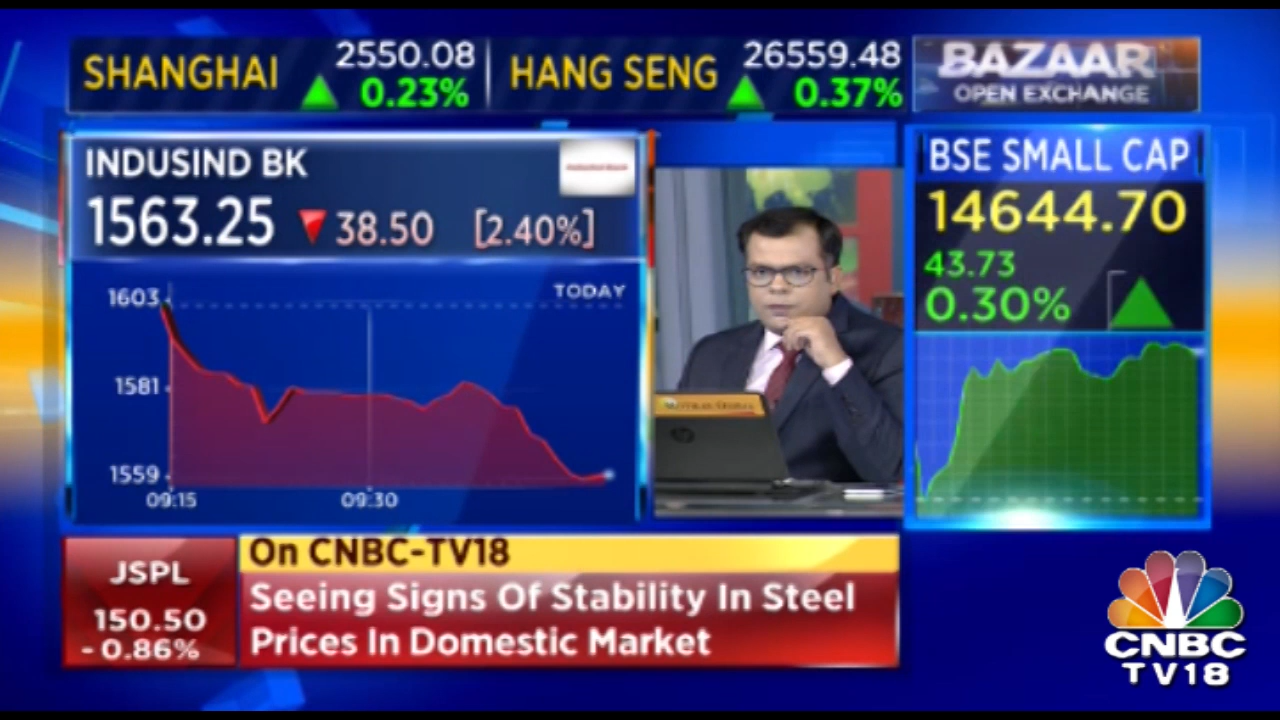 SHANGHAI
2550.08
0.23%
HANG SENG
26559.48
0.37%
BAZAAR
OPEN EXCHANGE
INDUSIND BK
1563.25 38.50 [2.40%]
TODAY
1603
1581
1559
09:15
09:30
BSE SMALL CAP
14644.70
43.73
0.30%
JSPL
150.50
-0.86%
On CNBC-TV18
Seeing Signs Of Stability In Steel
Prices In Domestic Market
CNBC
TV18